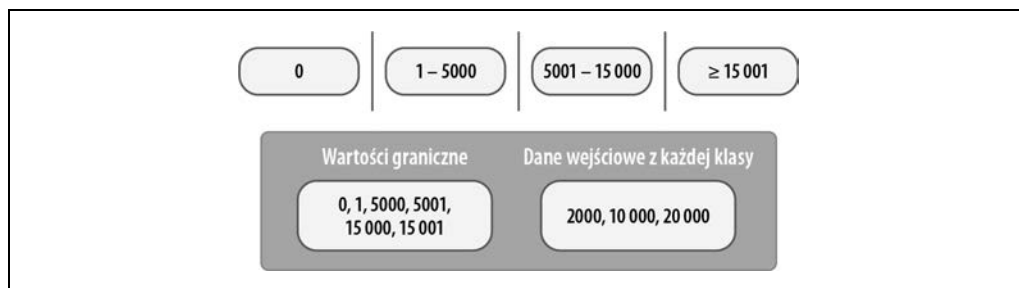 0 1 – 5000 5001 – 15 000 ≥ 15 001
Wartości graniczne Dane wejściowe z każdej klasy
0, 1, 5000, 5001,
15 000, 15 001
2000, 10 000, 20 000